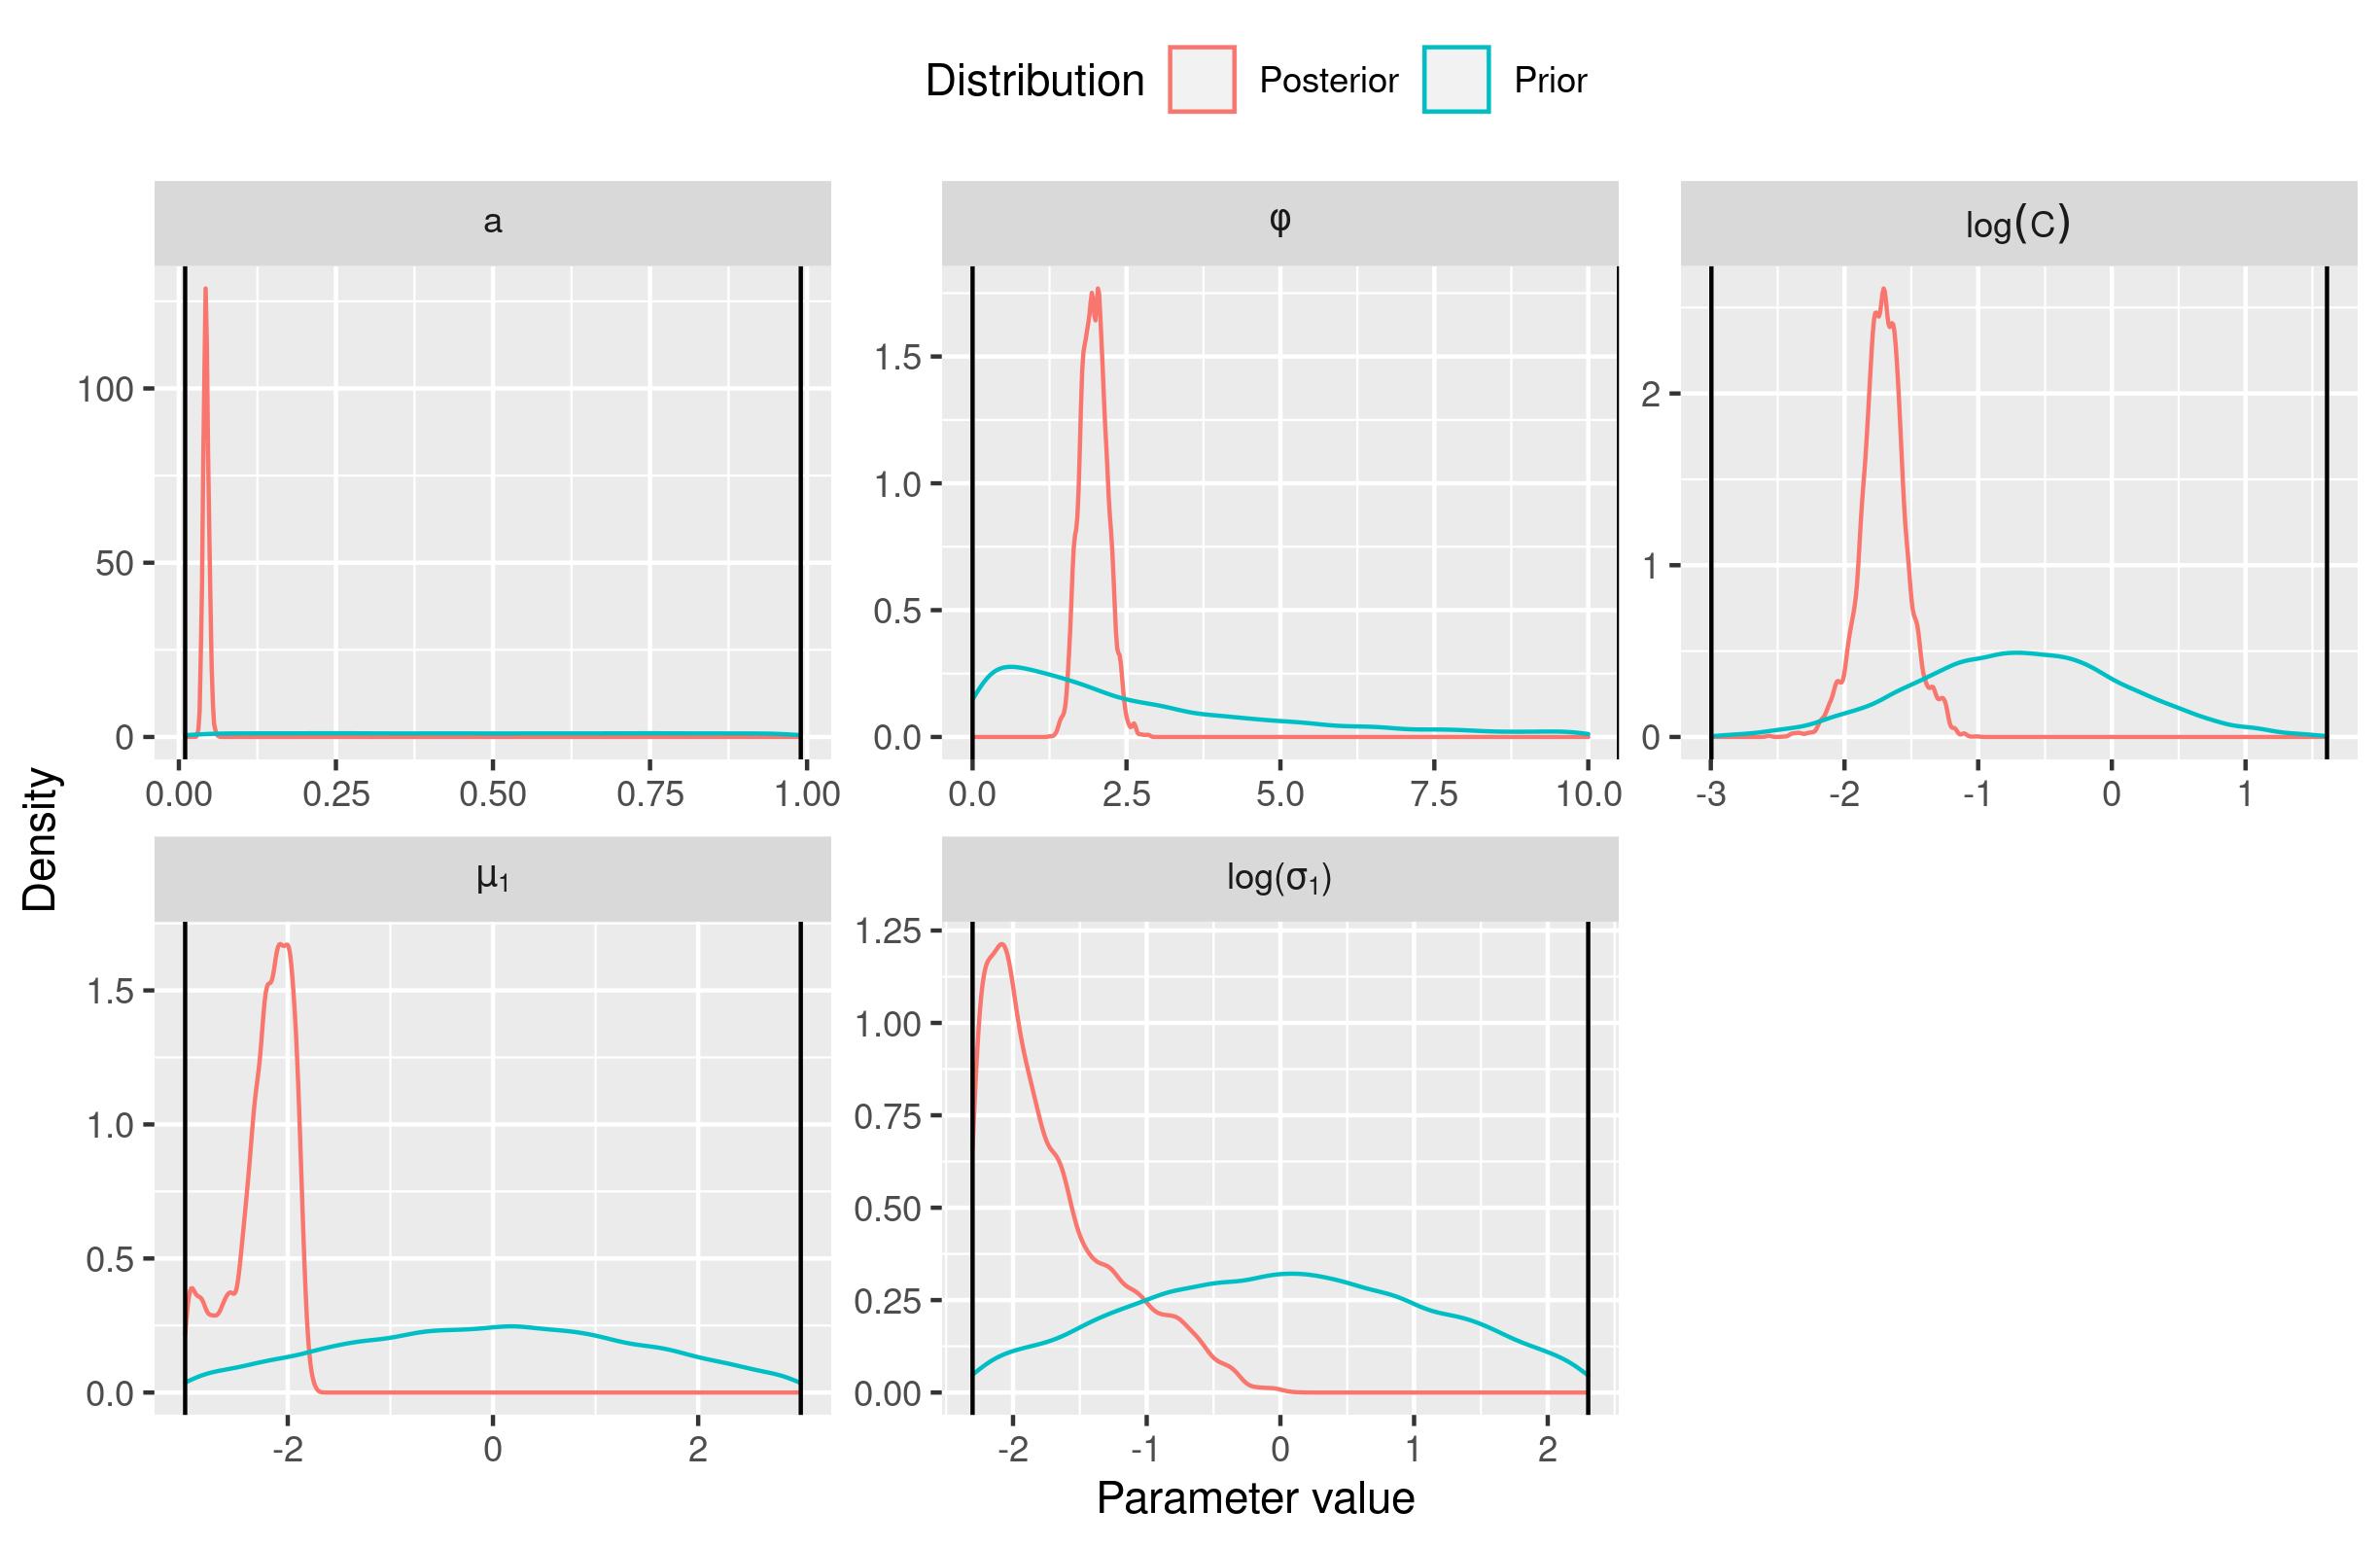 Distribution Posterior Prior
a
φ
log(C)
100
50
0
0.00 0.25 0.50 0.75 1.00
1.5
1.0
0.5
0.0
0.0 2.5 5.0 7.5 10.0
2
1
0
-3 -2 -1 0 1
Density
μ₁
log(σ₁)
1.5
1.0
0.5
0.0
-2 0 2
1.25
1.00
0.75
0.50
0.25
0.00
-2 -1 0 1 2
Parameter value